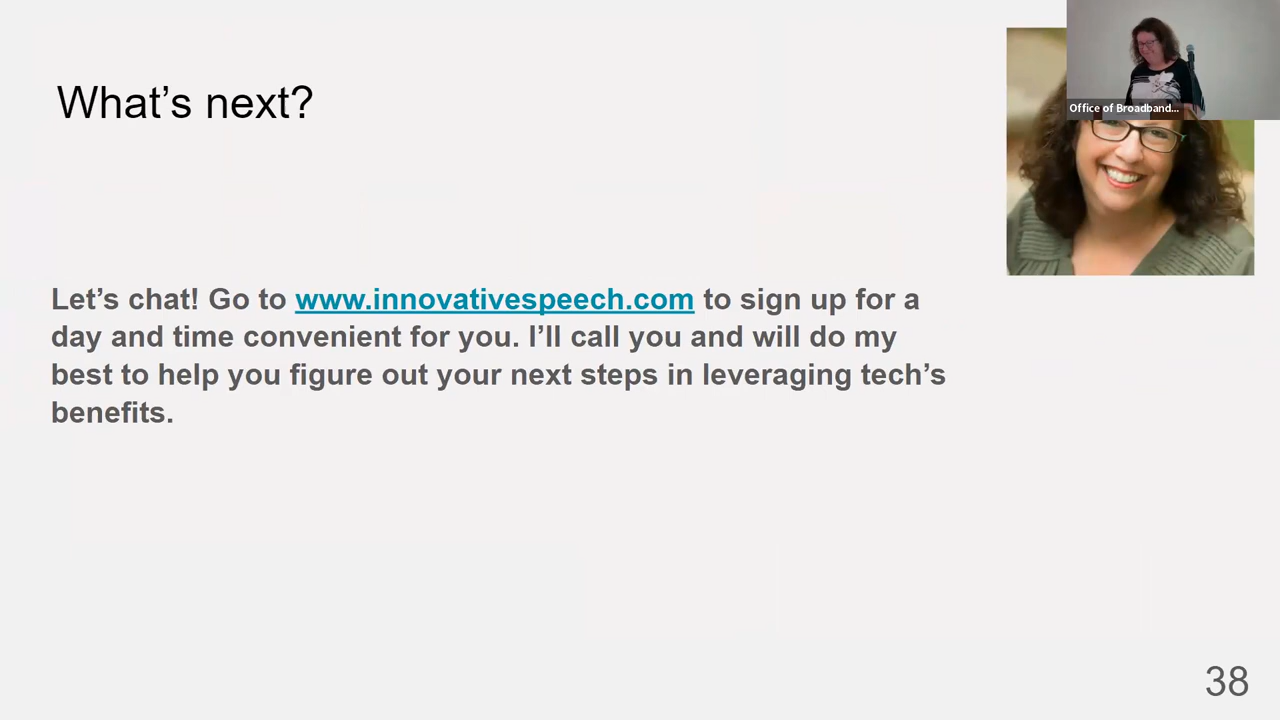 What’s next?
Office of Broadband...
Let’s chat! Go to www.innovativespeech.com to sign up for a
day and time convenient for you. I’ll call you and will do my
best to help you figure out your next steps in leveraging tech’s
benefits.
38